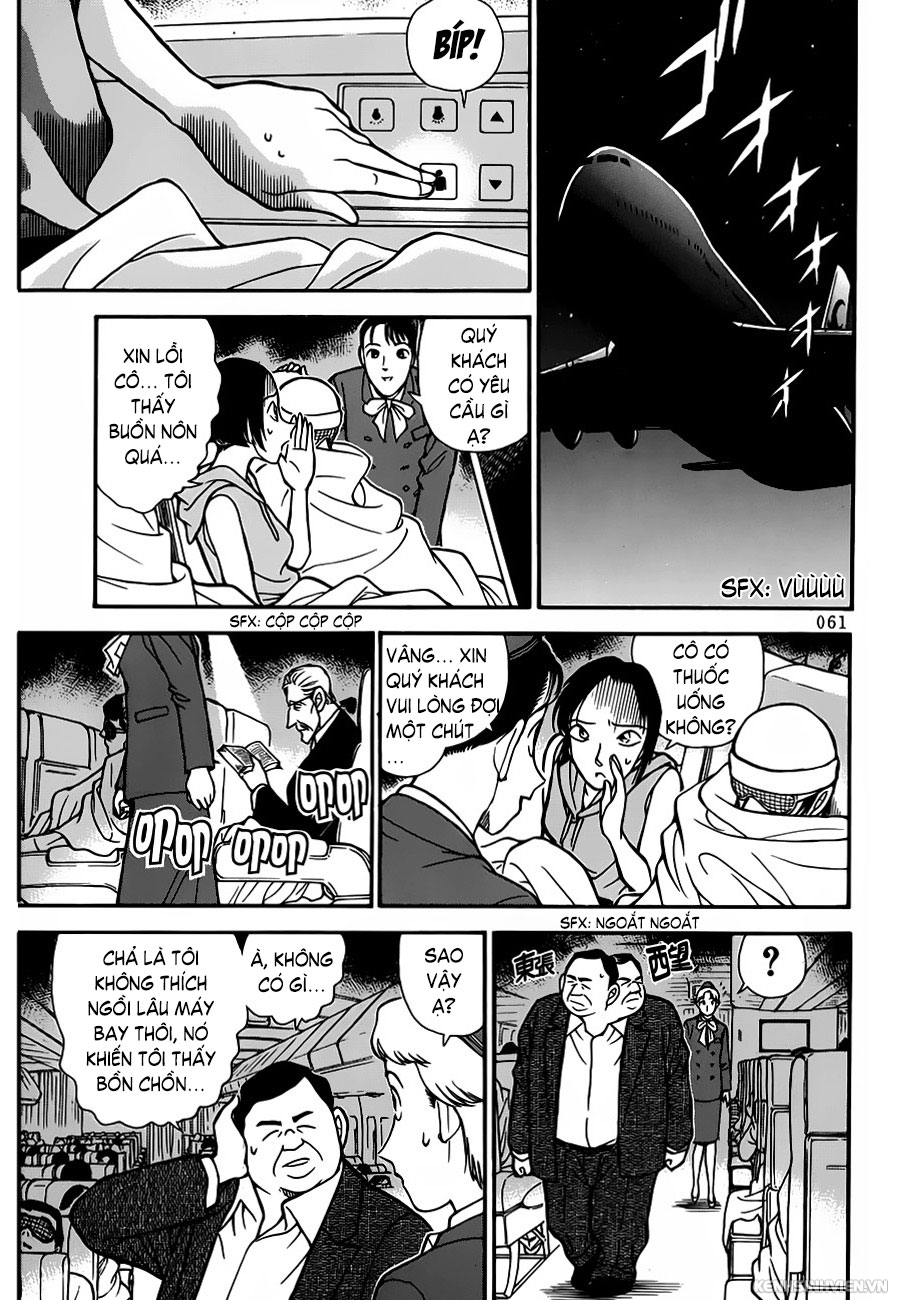 BÍP!
SFX: VÙÙÙÙ
061
XIN LỖI
CÔ... TÔI
THẤY
BUỒN NÔN
QUÁ...
QUÝ
KHÁCH
CÓ YÊU
CẦU GÌ
Ạ?
SFX: CỘP CỘP CỘP
OPOP
OPOP
OPOP
VÂNG... XIN
QUÝ KHÁCH
VUI LÒNG ĐỢI
MỘT CHÚT
...
CÔ CÓ
THUỐC
UỐNG
KHÔNG?
SFX: NGOẮT NGOẮT
CHẢ LÀ TÔI
KHÔNG THÍCH
NGỒI LÂU MÁY
BAY THÔI, NÓ
KHIẾN TÔI THẤY
BỒN CHỒN...
À, KHÔNG
CÓ GÌ...
SAO
VẬY
Ạ?
東張
西望
?
KENHSINHVIEN.VN